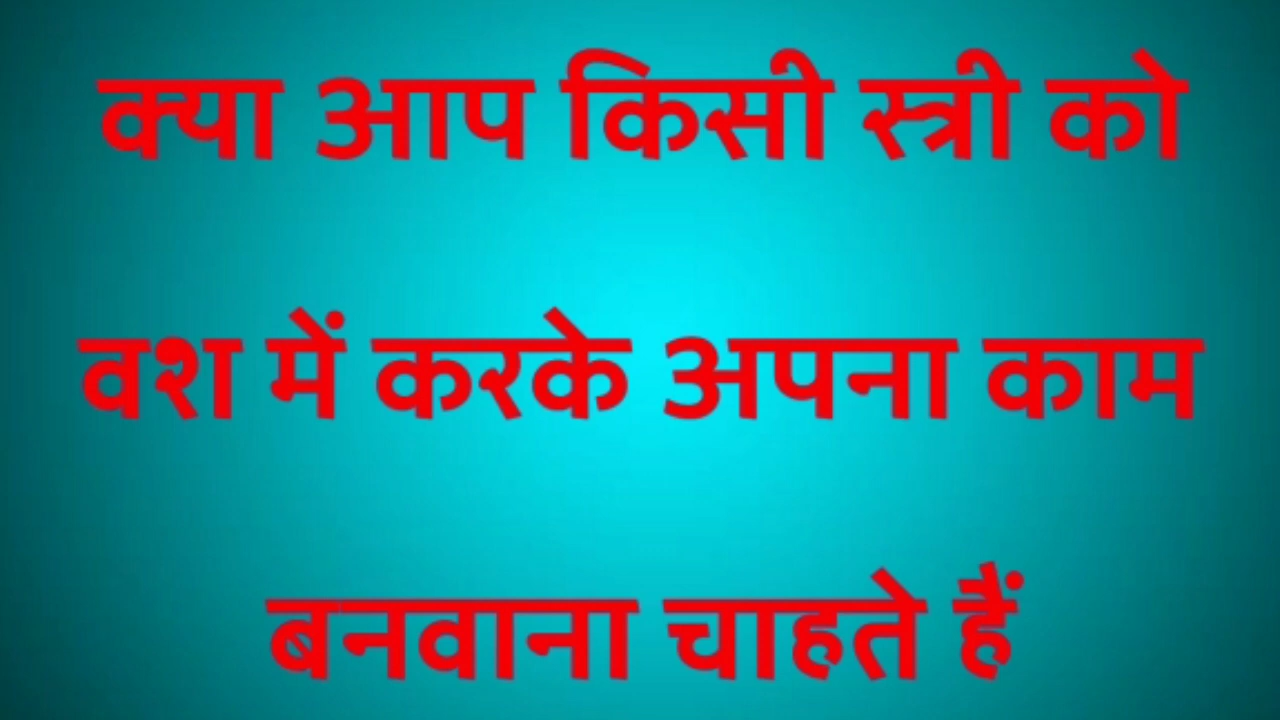 क्या आप किसी स्त्री को
वश में करके अपना काम
बनवाना चाहते हैं